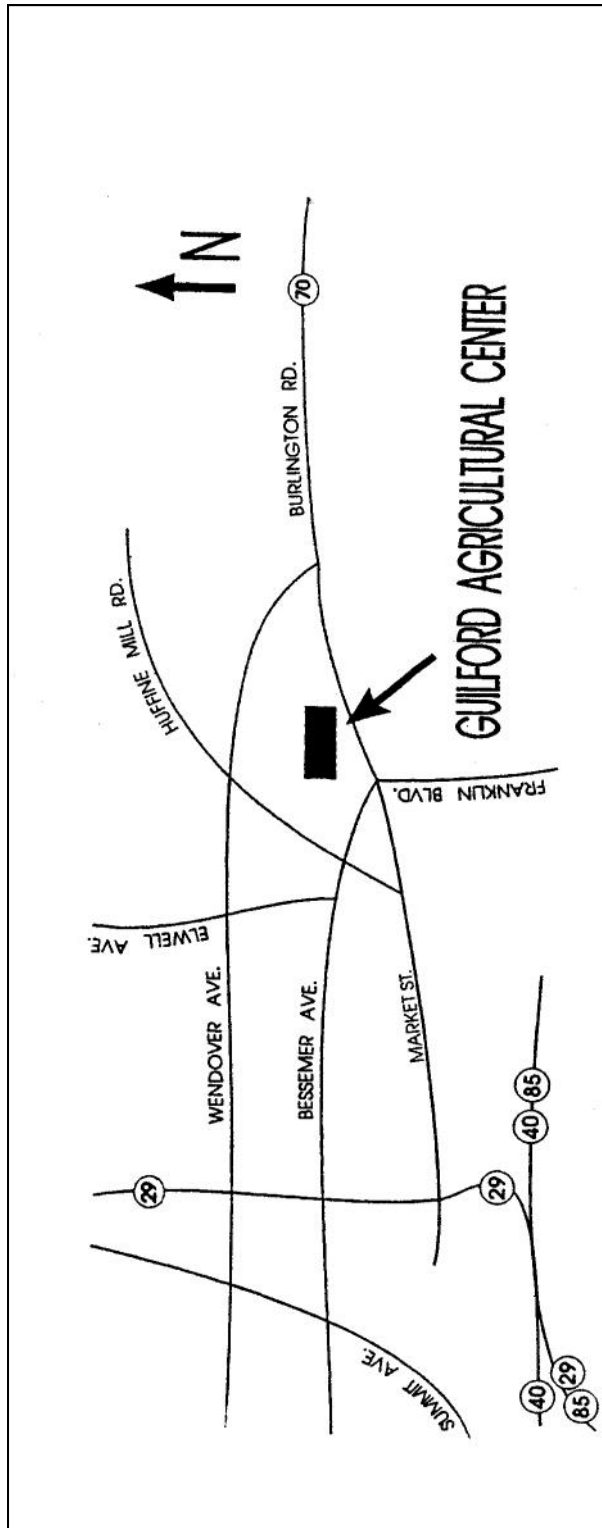 N
70
BURLINGTON RD.
HUFFINE MILL RD.
GUILFORD AGRICULTURAL CENTER
FRANKLIN BLVD.
ELWELL AVE.
WENDOVER AVE.
BESSEMER AVE.
MARKET ST.
29
29
40
85
SUMMIT AVE.
40
29
85